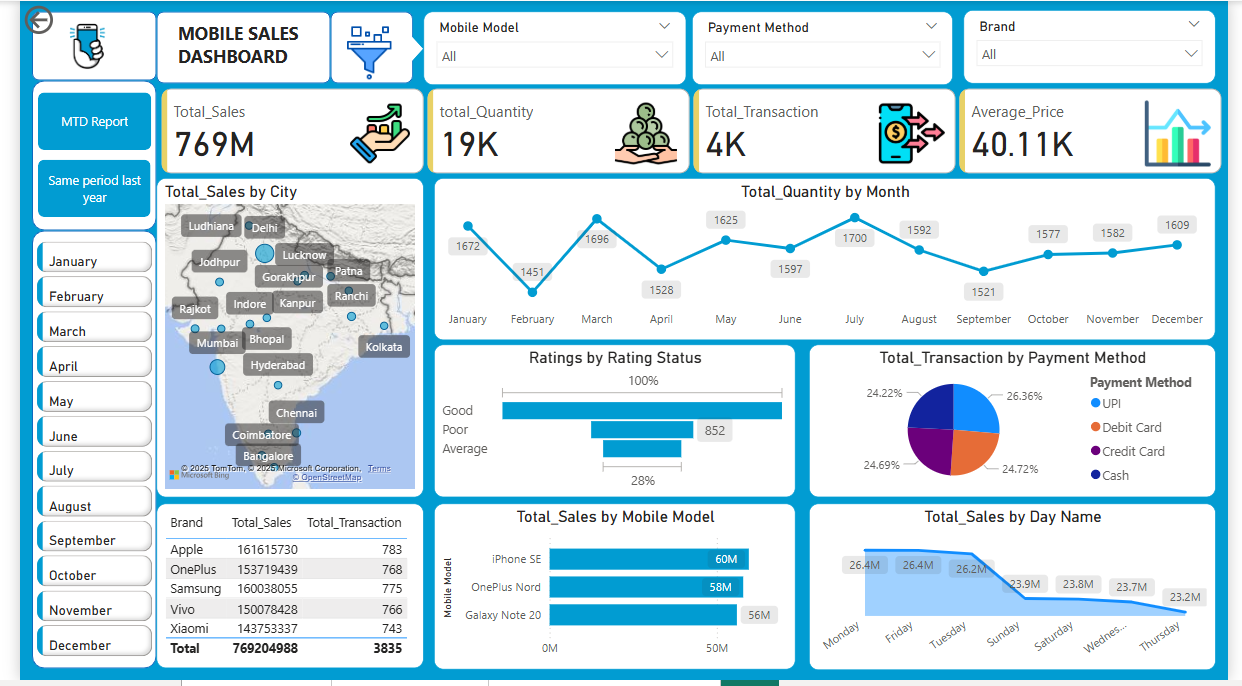 MOBILE SALES
DASHBOARD
Mobile Model
All
Payment Method
All
Brand
All
MTD Report
Same period last
year
Total_Sales
769M
total_Quantity
19K
Total_Transaction
4K
Average_Price
40.11K
January
February
March
April
May
June
July
August
September
October
November
December
Total_Sales by City
Ludhiana
Delhi
Lucknow
Jodhpur
Gorakhpur
Patna
Ranchi
Rajkot
Indore
Kanpur
Mumbai
Bhopal
Kolkata
Hyderabad
Chennai
Coimbatore
Bangalore
© 2025 TomTom, © 2025 Microsoft Corporation, Terms
Microsoft Bing
© OpenStreetMap
Total_Quantity by Month
1672
1451
1696
1528
1625
1597
1700
1592
1521
1577
1582
1609
January February March April May June July August September October November December
Ratings by Rating Status
100%
Good
Poor
852
Average
28%
Total_Transaction by Payment Method
24.22%
26.36%
24.69%
24.72%
Payment Method
UPI
Debit Card
Credit Card
Cash
Brand Total_Sales Total_Transaction
Apple 161615730 783
OnePlus 153719439 768
Samsung 160038055 775
Vivo 150078428 766
Xiaomi 143753337 743
Total 769204988 3835
Total_Sales by Mobile Model
Mobile Model
iPhone SE 60M
OnePlus Nord 58M
Galaxy Note 20 56M
0M 50M
Total_Sales by Day Name
26.4M
26.4M
26.2M
23.9M
23.8M
23.7M
23.2M
Monday Friday Tuesday Sunday Saturday Wednes... Thursday